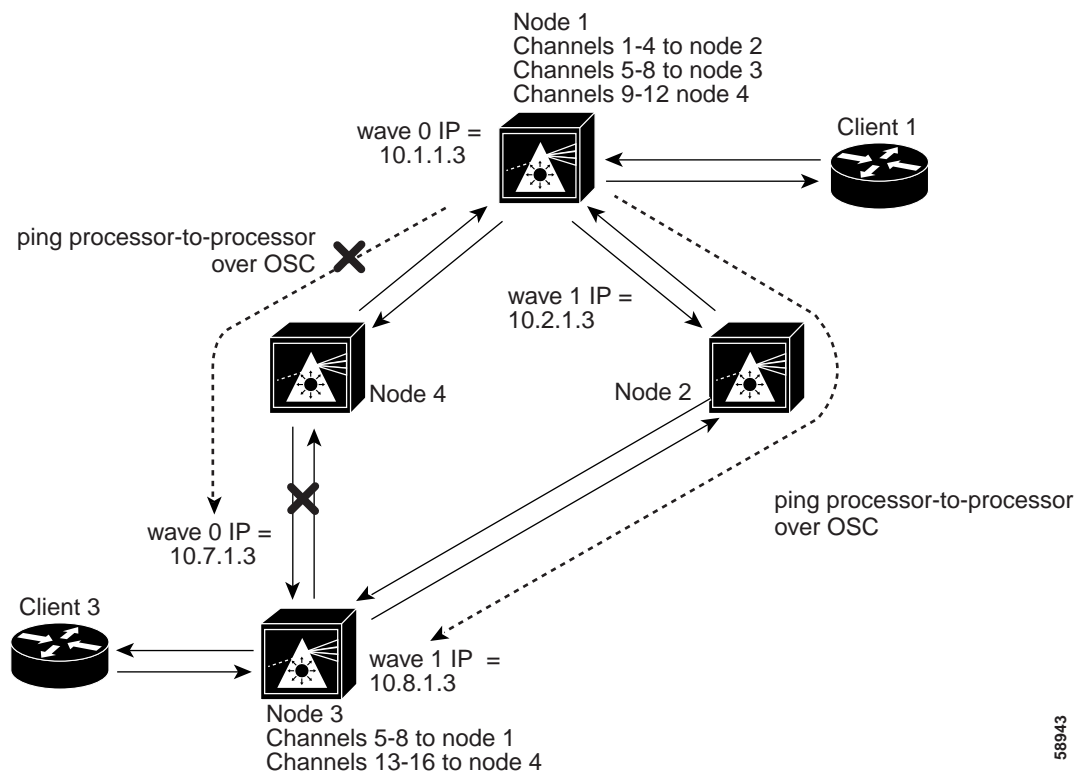 Node 1
Channels 1-4 to node 2
Channels 5-8 to node 3
Channels 9-12 node 4
wave 0 IP =
10.1.1.3
Client 1
ping processor-to-processor
over OSC
wave 1 IP =
10.2.1.3
Node 4
Node 2
ping processor-to-processor
over OSC
wave 0 IP =
10.7.1.3
Client 3
wave 1 IP =
10.8.1.3
Node 3
Channels 5-8 to node 1
Channels 13-16 to node 4
58943